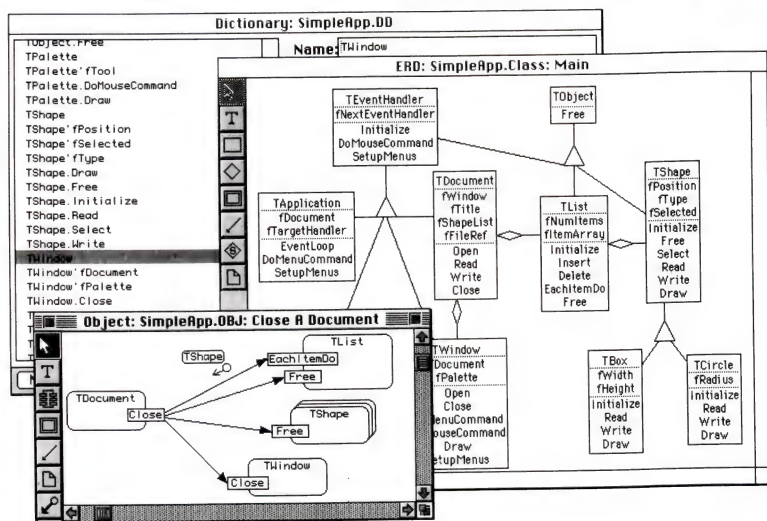 Dictionary: SimpleApp.DD
TObject.Free
TPalette
TPalette'fTool
TPalette.DoMouseCommand
TPalette.Draw
TShape
TShape'fPosition
TShape'fSelected
TShape'fType
TShape.Draw
TShape.Free
TShape.Initialize
TShape.Read
TShape.Select
TShape.Write
TWindow
TWindow'fDocument
TWindow'fPalette
TWindow.Close
Name: TWindow
ERD: SimpleApp.Class: Main
T
S
TEventHandler
fNextEventHandler
Initialize
DoMouseCommand
SetupMenus
TObject
Free
TApplication
fDocument
fTargetHandler
EventLoop
DoMenuCommand
SetupMenus
TDocument
fWindow
fTitle
fShapeList
fFileRef
Open
Read
Write
Close
TList
fNumItems
fItemArray
Initialize
Insert
Delete
EachItemDo
Free
TShape
fPosition
fType
fSelected
Initialize
Free
Select
Read
Write
Draw
TWindow
Document
fPalette
Open
Close
MenuCommand
ouseCommand
Draw
etupMenus
TBox
fWidth
fHeight
Initialize
Read
Write
Draw
TCircle
fRadius
Initialize
Read
Write
Draw
Object: SimpleApp.OBJ: Close A Document
T
TDocument
Close
TShape
TList
EachItemDo
Free
TShape
Free
TWindow
Close